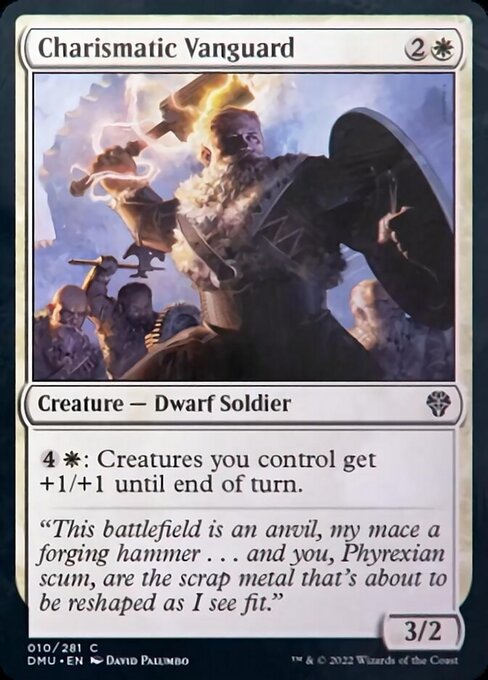 Charismatic Vanguard 2
Creature — Dwarf Soldier
4 : Creatures you control get
+1/+1 until end of turn.
“This battlefield is an anvil, my mace a
forging hammer . . . and you, Phyrexian
scum, are the scrap metal that’s about to
be reshaped as I see fit.”
3/2
010/281 C
DMU • EN David Palumbo ™ & © 2022 Wizards of the Coast